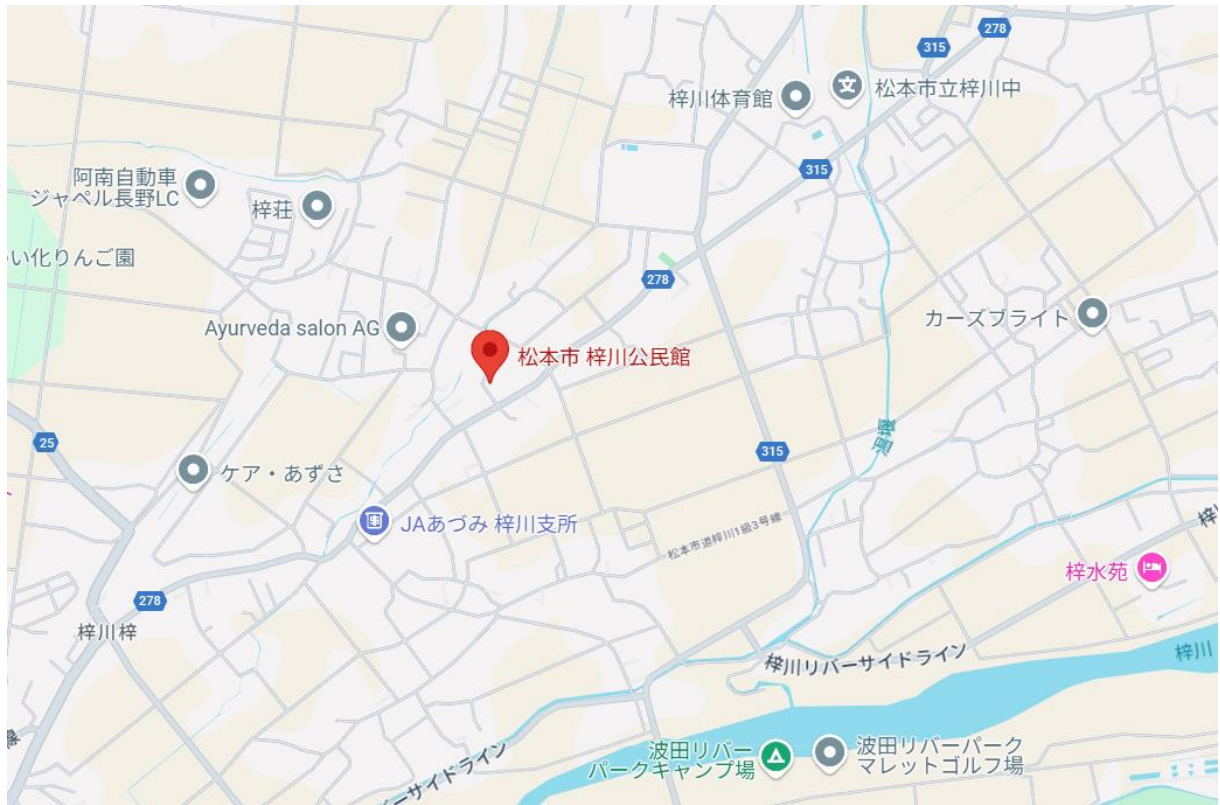 278
315
梓川体育館
松本市立梓川中
315
阿南自動車
ジャペル長野LC
梓荘
い化りんご園
278
Ayurveda salon AG
カーズブライト
松本市 梓川公民館
25
315
温堰
ケア・あずさ
JAあづみ 梓川支所
松本市道梓川1級3号線
梓水苑
278
梓川梓
梓川リバーサイドライン
梓川
波田リバー
パークキャンプ場
波田リバーパーク
マレットゴルフ場
ーサイドライン